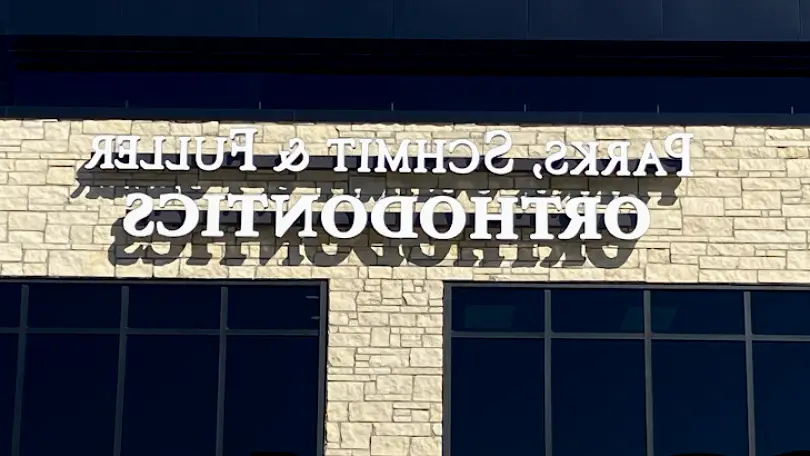 Parks, Schmit & Fuller
ORTHODONTICS